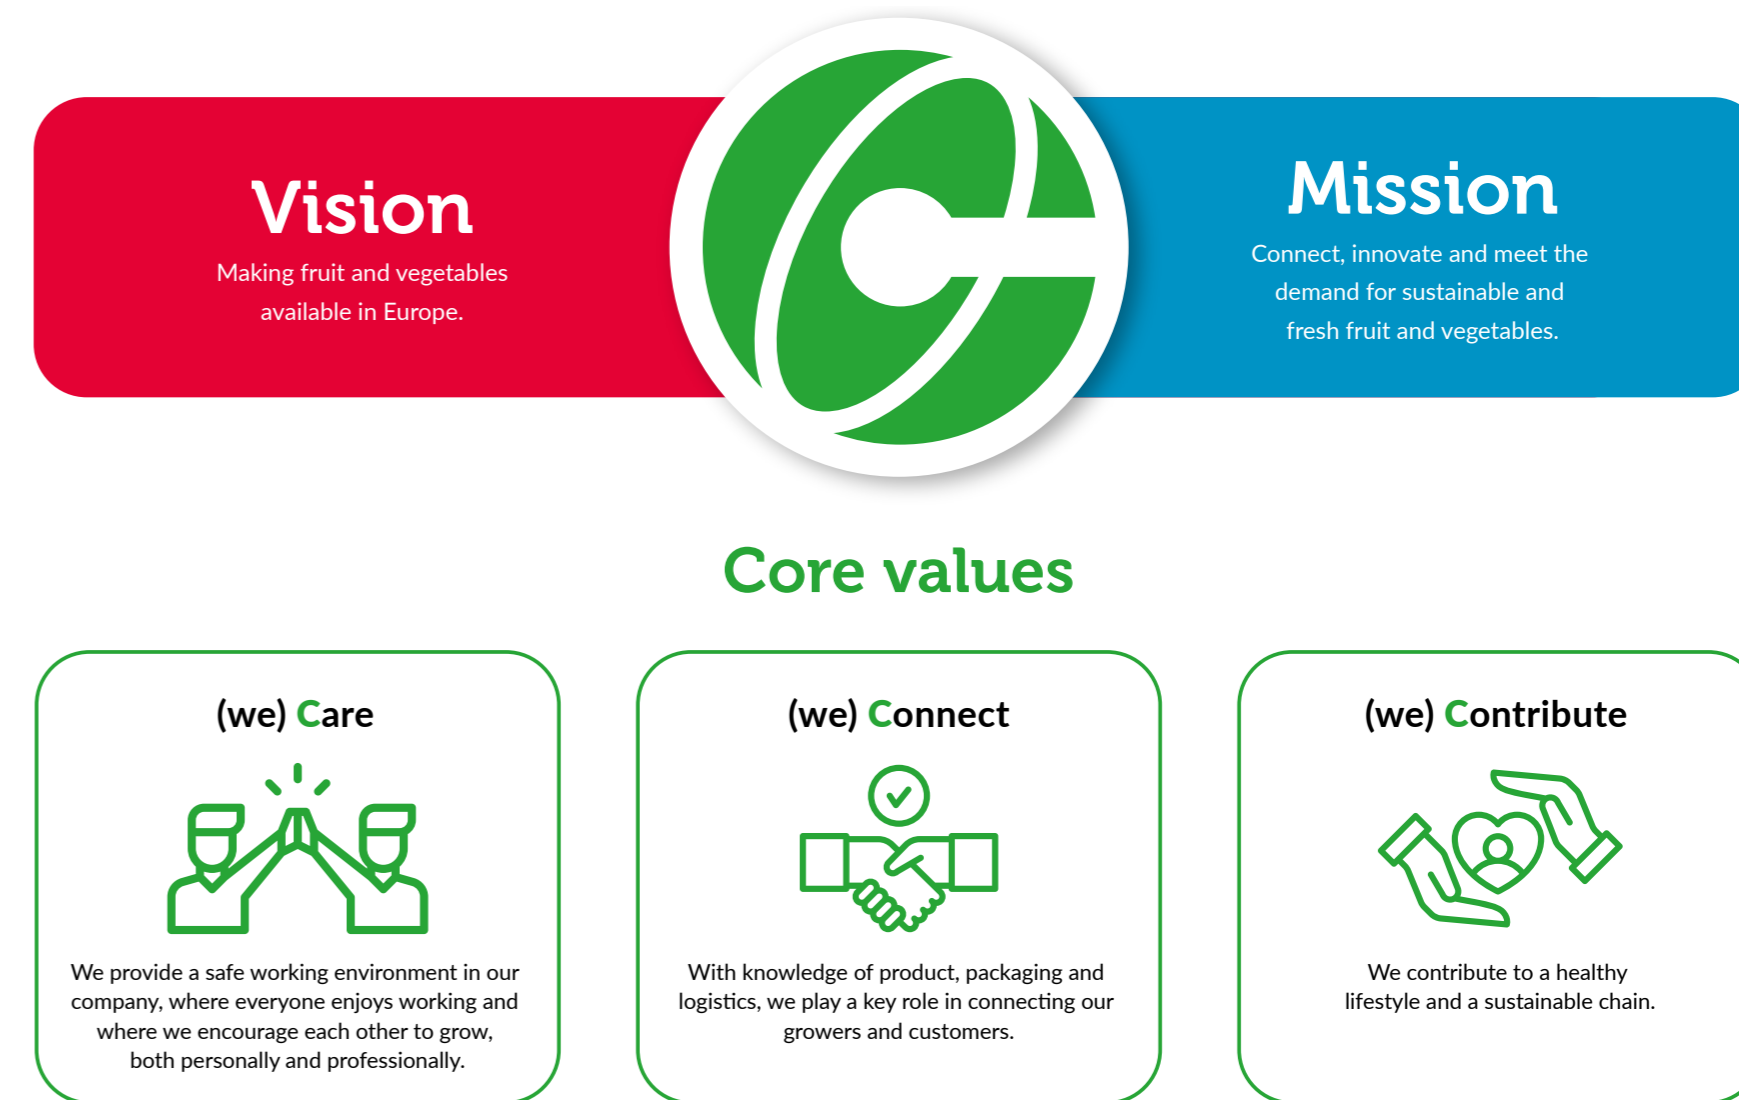 Vision
Making fruit and vegetables
available in Europe.
Mission
Connect, innovate and meet the
demand for sustainable and
fresh fruit and vegetables.
Core values
(we) Care
We provide a safe working environment in our
company, where everyone enjoys working and
where we encourage each other to grow,
both personally and professionally.
(we) Connect
With knowledge of product, packaging and
logistics, we play a key role in connecting our
growers and customers.
(we) Contribute
We contribute to a healthy
lifestyle and a sustainable chain.